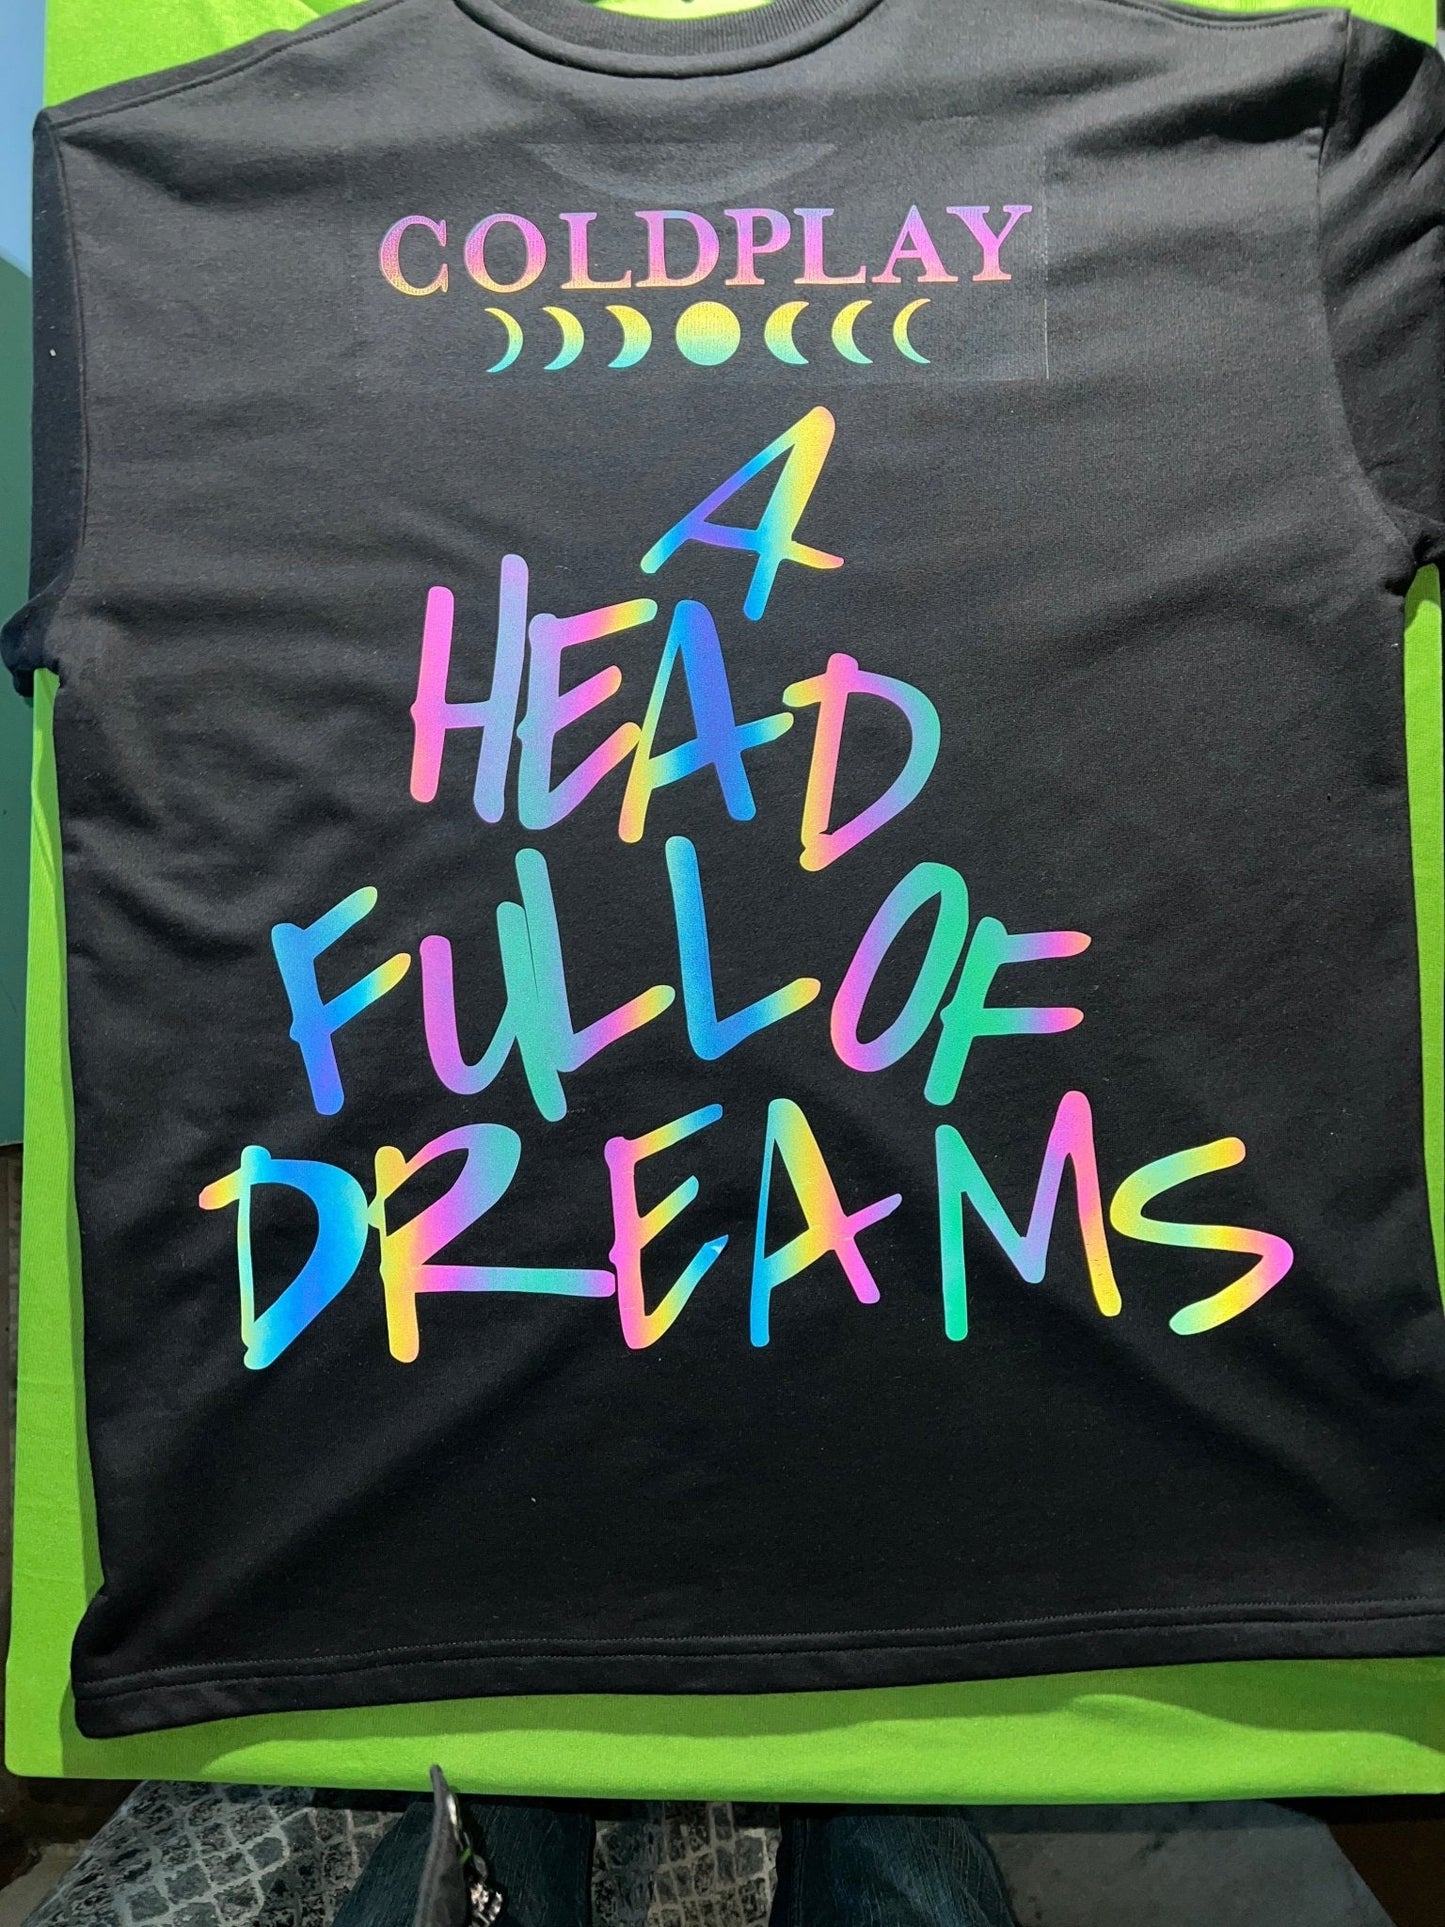 COLDPLAY
A
HEAD
FULL OF
DREAMS